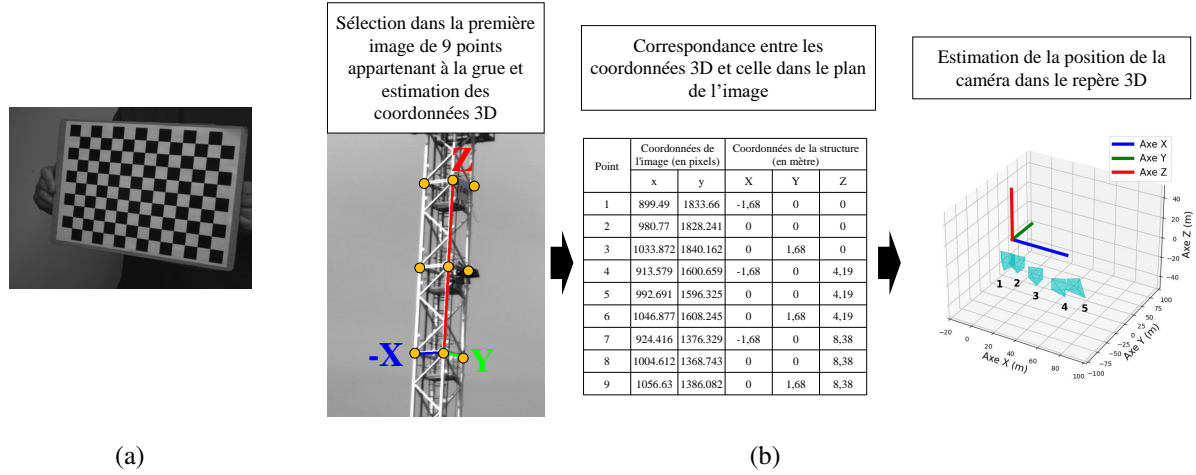 Sélection dans la première
image de 9 points
appartenant à la grue et
estimation des
coordonnées 3D
Z
-X
Y
Correspondance entre les
coordonnées 3D et celle dans le plan
de l'image
Point
Coordonnées de
l'image (en pixels)
Coordonnées de la structure
(en mètre)
x y X Y Z
1 899.49 1833.66 -1,68 0 0
2 980.77 1828.241 0 0 0
3 1033.872 1840.162 0 1,68 0
4 913.579 1600.659 -1,68 0 4,19
5 992.691 1596.325 0 0 4,19
6 1046.877 1608.245 0 1,68 4,19
7 924.416 1376.329 -1,68 0 8,38
8 1004.612 1368.743 0 0 8,38
9 1056.63 1386.082 0 1,68 8,38
Estimation de la position de la
caméra dans le repère 3D
Axe X
Axe Y
Axe Z
1 2 3 4 5
40
20
0
−20
−40
Axe Z (m)
−20
0
20
40
60
80
100
Axe X (m)
−100
−75
−50
−25
0
25
50
75
100
Axe Y (m)
(a)
(b)